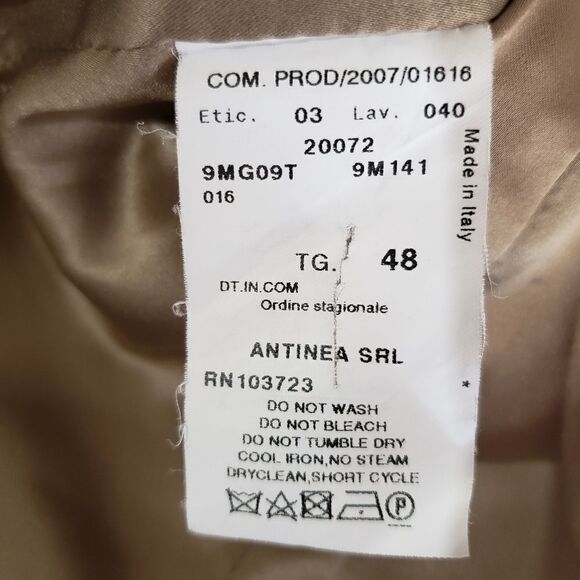 COM. PROD/2007/01616
Etic. 03 Lav. 040
20072
9MG09T 9M141
016
Made in Italy
TG. 48
DT.IN.COM
Ordine stagionale
ANTINEA SRL
RN103723
*
DO NOT WASH
DO NOT BLEACH
DO NOT TUMBLE DRY
COOL IRON,NO STEAM
DRYCLEAN,SHORT CYCLE
P